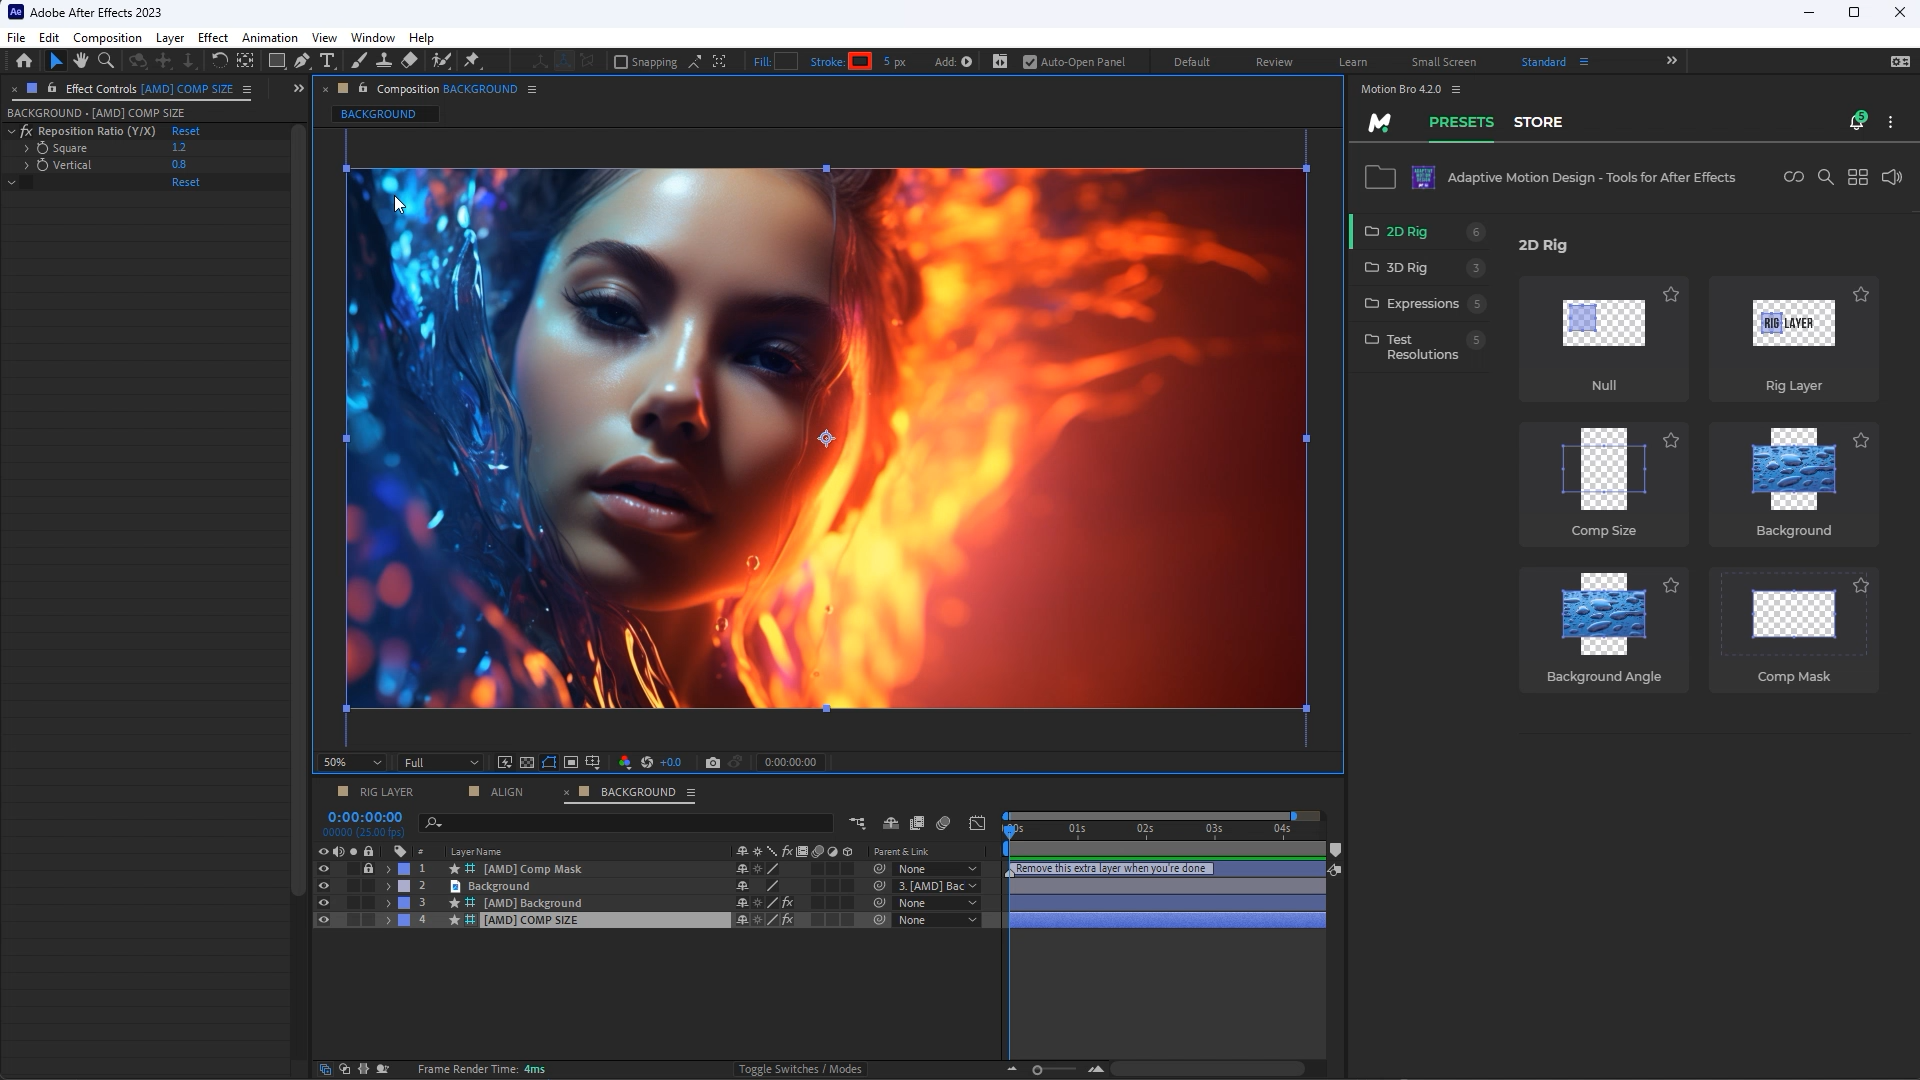 Ae Adobe After Effects 2023
File Edit Composition Layer Effect Animation View Window Help
Snapping Fill: Stroke: 5 px Add: Auto-Open Panel Default Review Learn Small Screen Standard
Effect Controls [AMD] COMP SIZE
BACKGROUND • [AMD] COMP SIZE
fx Reposition Ratio (Y/X) Reset
Square 1.2
Vertical 0.8
Reset
Composition BACKGROUND
BACKGROUND
50% Full +0.0 0:00:00:00
Motion Bro 4.2.0
PRESETS STORE 5
Adaptive Motion Design - Tools for After Effects
2D Rig 6
3D Rig 3
Expressions 5
Test Resolutions 5
2D Rig
RIG LAYER
Null Rig Layer
Comp Size Background
Background Angle Comp Mask
RIG LAYER ALIGN BACKGROUND
0:00:00:00
00000 (25.00 fps)
:00s 01s 02s 03s 04s
# Layer Name fx Parent & Link
1 [AMD] Comp Mask None Remove this extra layer when you're done
2 Background 3. [AMD] Bac
3 [AMD] Background fx None
4 [AMD] COMP SIZE fx None
Frame Render Time: 4ms Toggle Switches / Modes